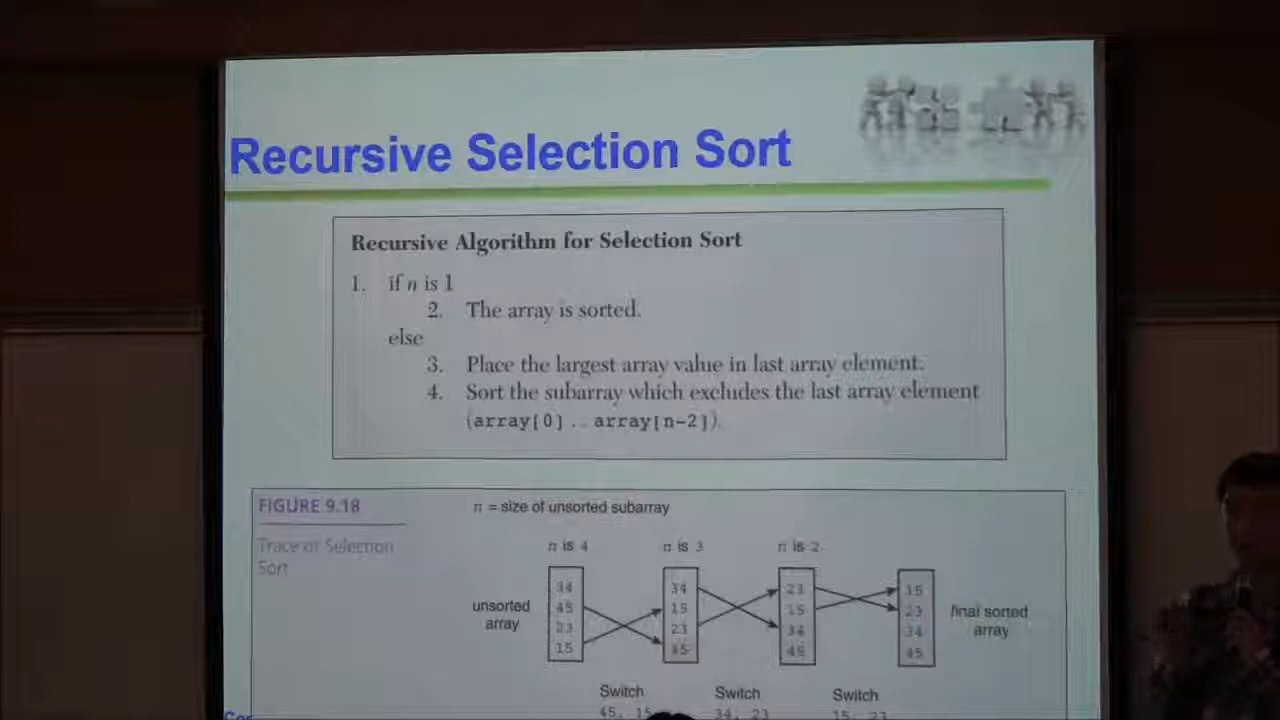 Recursive Selection Sort
Recursive Algorithm for Selection Sort
1. if n is 1
2. The array is sorted.
else
3. Place the largest array value in last array element.
4. Sort the subarray which excludes the last array element
(array[0] .. array[n-2]).
FIGURE 9.18
Trace of Selection
Sort
n = size of unsorted subarray
n is 4 n is 3 n is 2
unsorted
array
34
45
23
15
34
15
23
45
23
15
34
45
15
23
34
45
final sorted
array
Switch Switch Switch
45, 15 34, 23 15, 23